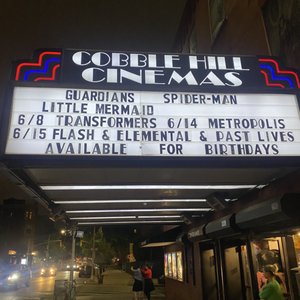 COBBLE HILL
CINEMAS
GUARDIANS SPIDER-MAN
LITTLE MERMAID
6/8 TRANSFORMERS 6/14 METROPOLIS
6/15 FLASH & ELEMENTAL & PAST LIVES
AVAILABLE FOR BIRTHDAYS